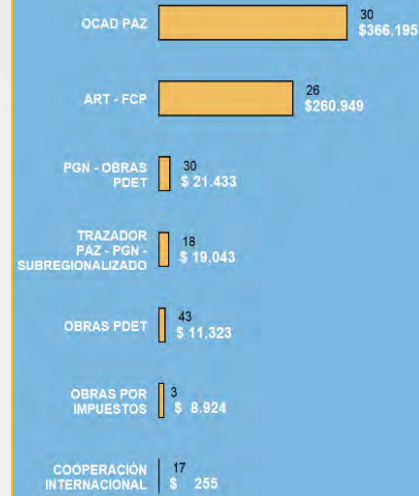 OCAD PAZ
30
$366.195
ART - FCP
26
$260.949
PGN - OBRAS
PDET
30
$ 21.433
TRAZADOR
PAZ - PGN -
SUBREGIONALIZADO
18
$ 19.043
OBRAS PDET
43
$ 11.323
OBRAS POR
IMPUESTOS
3
$ 8.924
COOPERACIÓN
INTERNACIONAL
17
$ 255